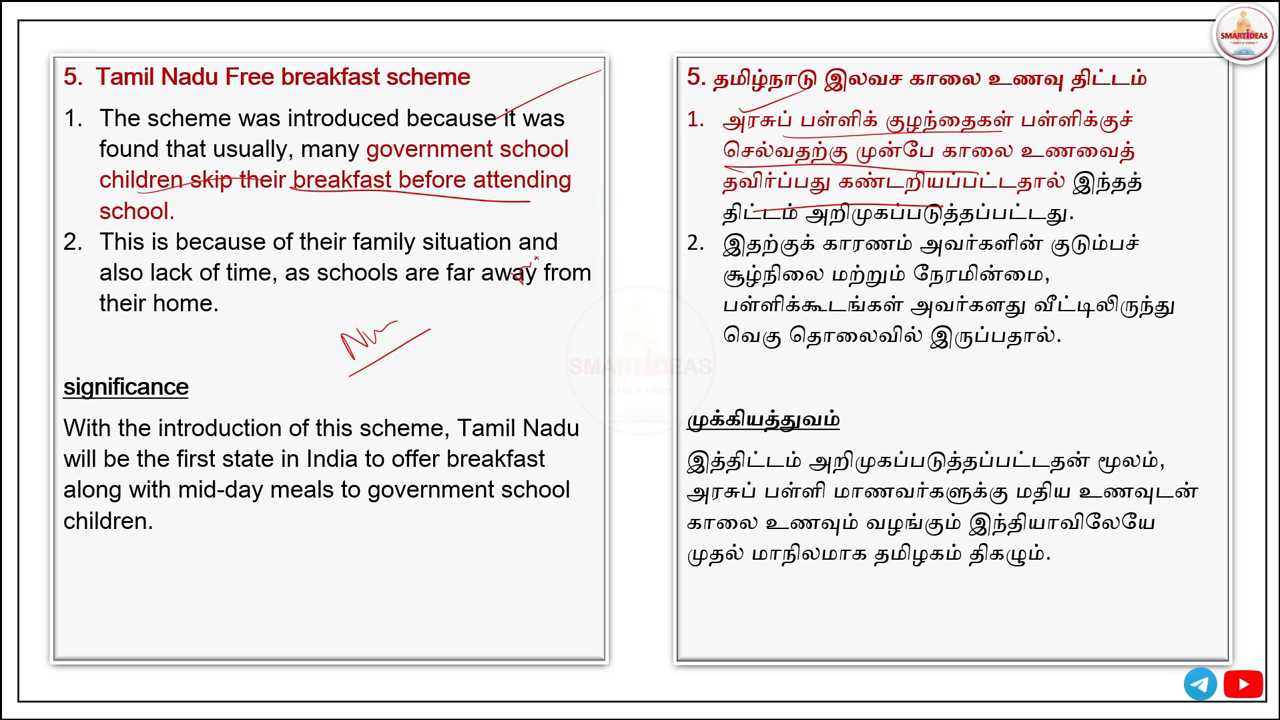 SMARTIDEAS
5. Tamil Nadu Free breakfast scheme
1. The scheme was introduced because it was
found that usually, many government school
children skip their breakfast before attending
school.
2. This is because of their family situation and
also lack of time, as schools are far away from
their home.
significance
With the introduction of this scheme, Tamil Nadu
will be the first state in India to offer breakfast
along with mid-day meals to government school
children.
5. தமிழ்நாடு இலவச காலை உணவு திட்டம்
1. அரசுப் பள்ளிக் குழந்தைகள் பள்ளிக்குச்
செல்வதற்கு முன்பே காலை உணவைத்
தவிர்ப்பது கண்டறியப்பட்டதால் இந்தத்
திட்டம் அறிமுகப்படுத்தப்பட்டது.
2. இதற்குக் காரணம் அவர்களின் குடும்பச்
சூழ்நிலை மற்றும் நேரமின்மை,
பள்ளிக்கூடங்கள் அவர்களது வீட்டிலிருந்து
வெகு தொலைவில் இருப்பதால்.
முக்கியத்துவம்
இத்திட்டம் அறிமுகப்படுத்தப்பட்டதன் மூலம்,
அரசுப் பள்ளி மாணவர்களுக்கு மதிய உணவுடன்
காலை உணவும் வழங்கும் இந்தியாவிலேயே
முதல் மாநிலமாக தமிழகம் திகழும்.
SMARTIDEAS